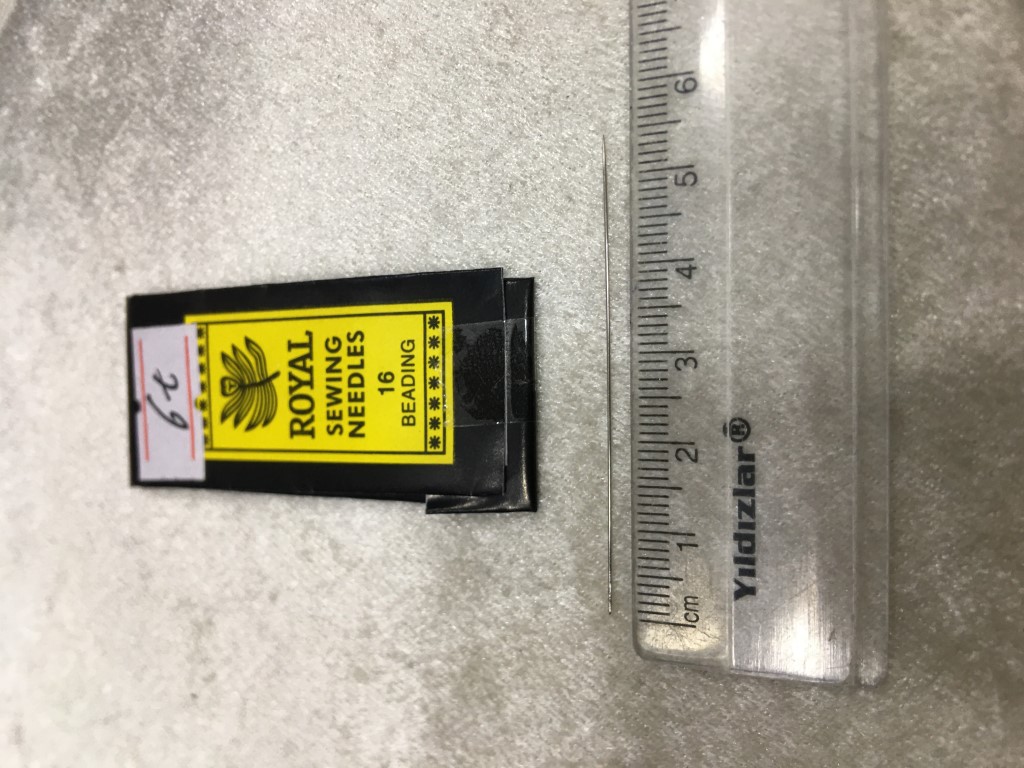 ROYAL
SEWING
NEEDLES
16
BEADING
cm 1 2 3 4 5 6
Yıldızlar®